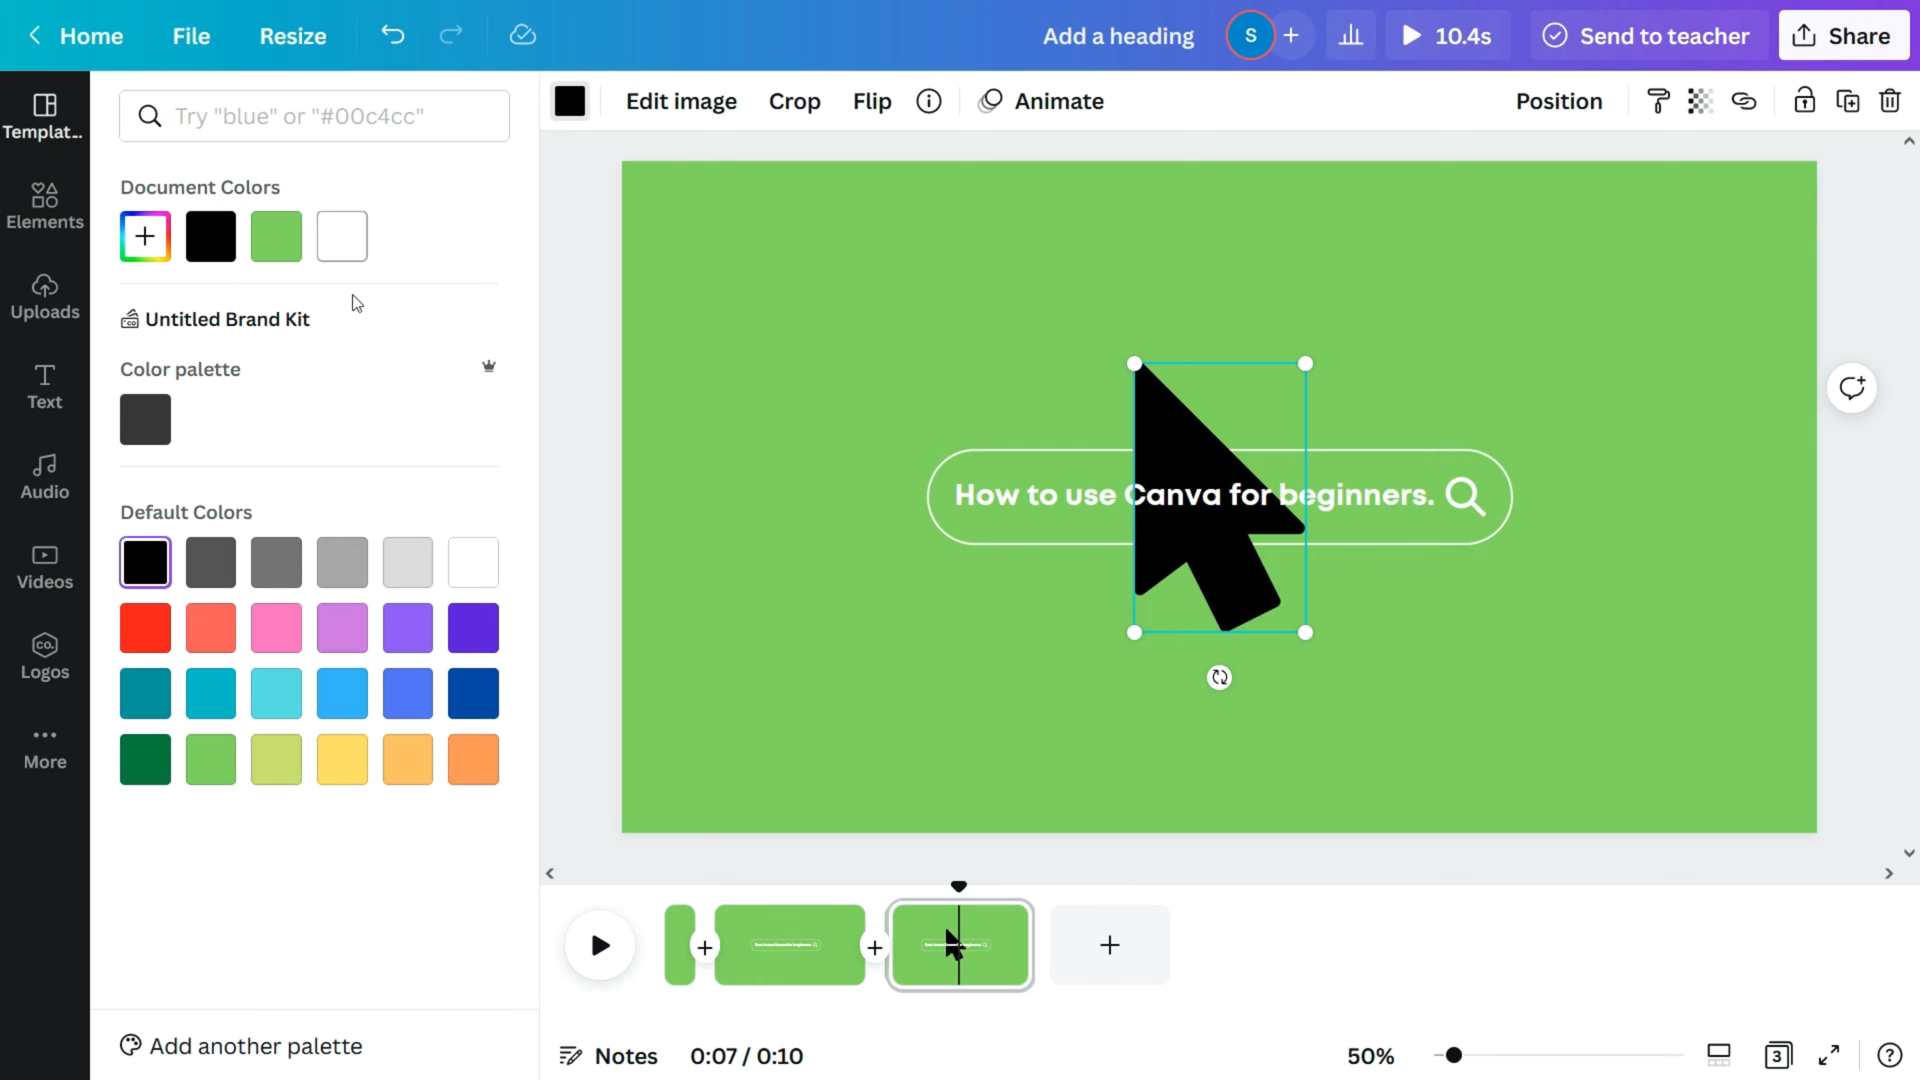 Home File Resize Add a heading S 10.4s Send to teacher Share
Templat...
Elements
Uploads
Text
Audio
Videos
Logos
More
Try "blue" or "#00c4cc"
Document Colors
Untitled Brand Kit
Color palette
Default Colors
Add another palette
Edit image Crop Flip Animate Position
How to use Canva for beginners.
Notes 0:07 / 0:10 50% 3
CO.